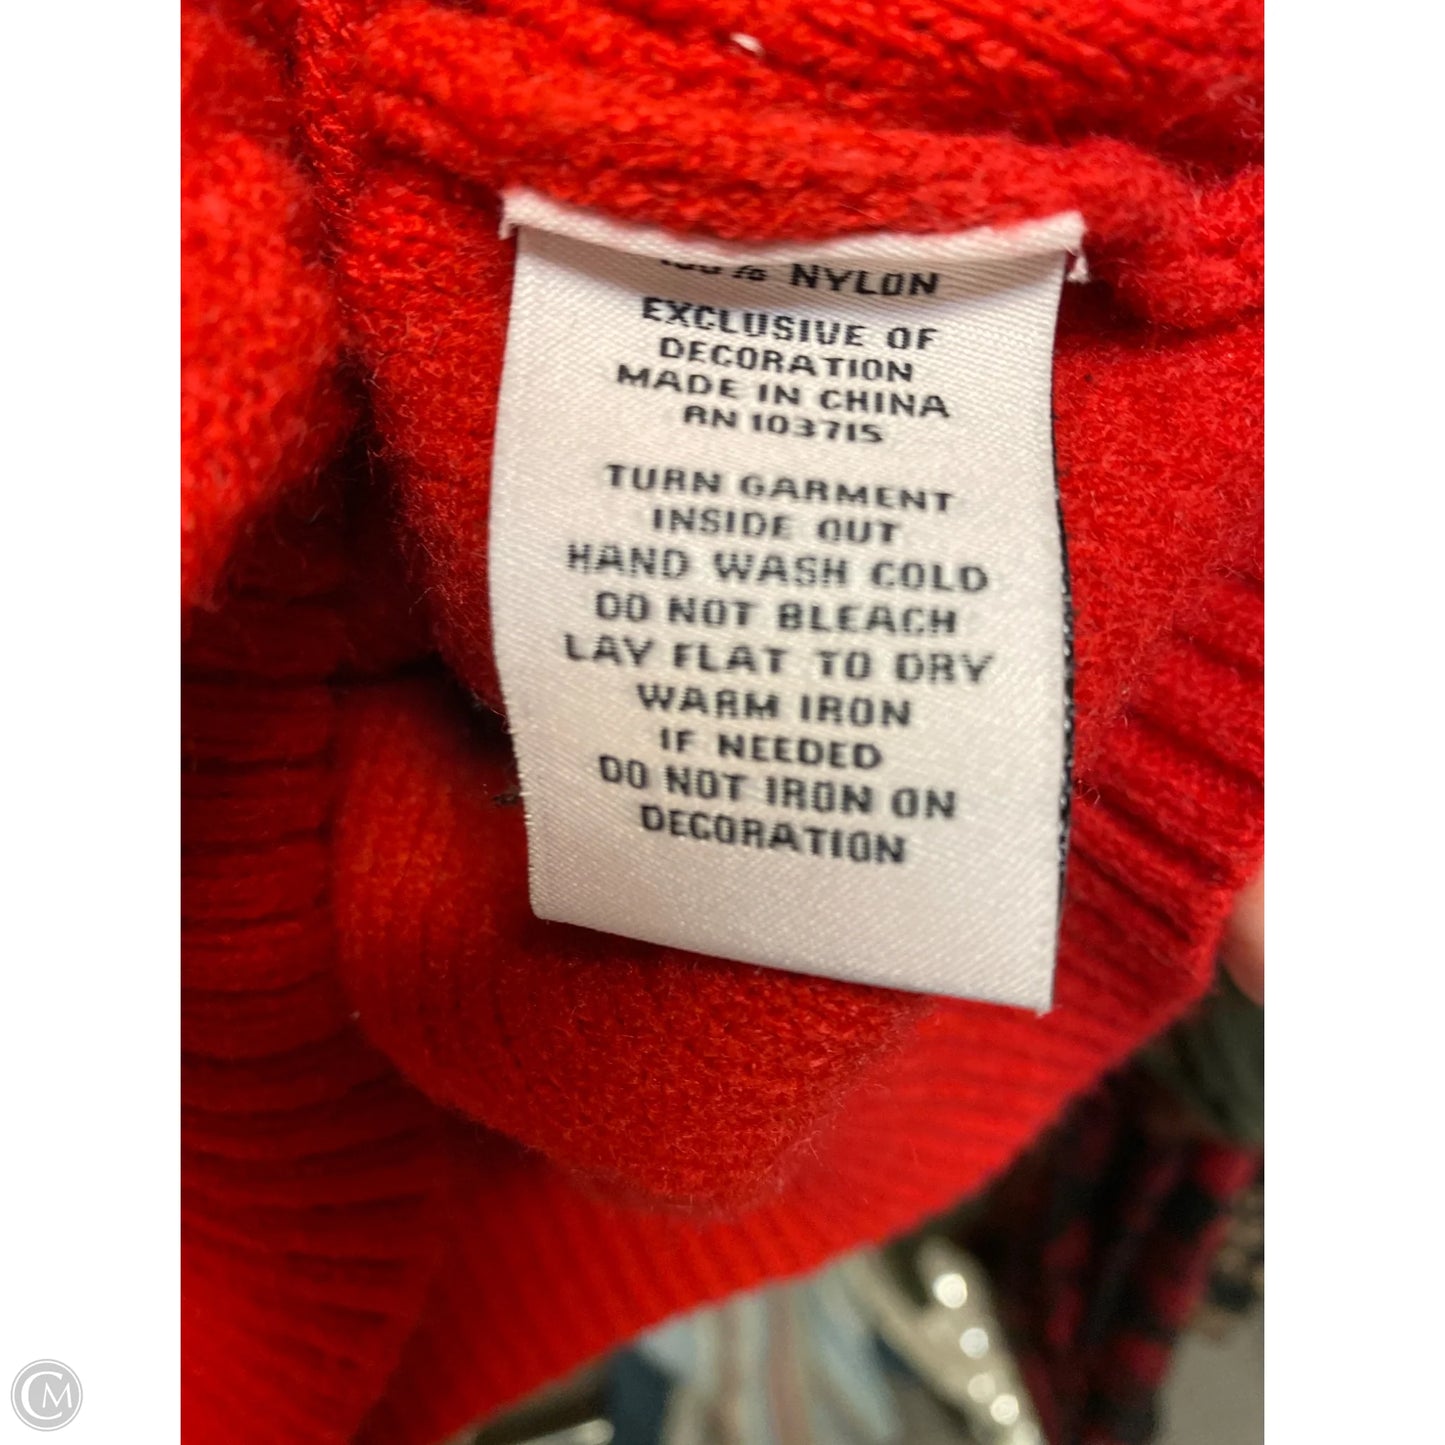 NYLON
EXCLUSIVE OF
DECORATION
MADE IN CHINA
RN 103715
TURN GARMENT
INSIDE OUT
HAND WASH COLD
DO NOT BLEACH
LAY FLAT TO DRY
WARM IRON
IF NEEDED
DO NOT IRON ON
DECORATION
CM